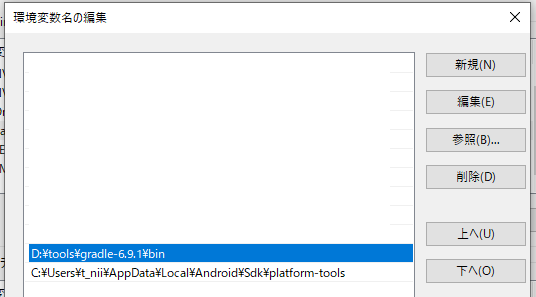 環境変数名の編集
新規(N)
編集(E)
参照(B)...
削除(D)
上へ(U)
D:¥tools¥gradle-6.9.1¥bin
C:¥Users¥t_nii¥AppData¥Local¥Android¥Sdk¥platform-tools
下へ(O)